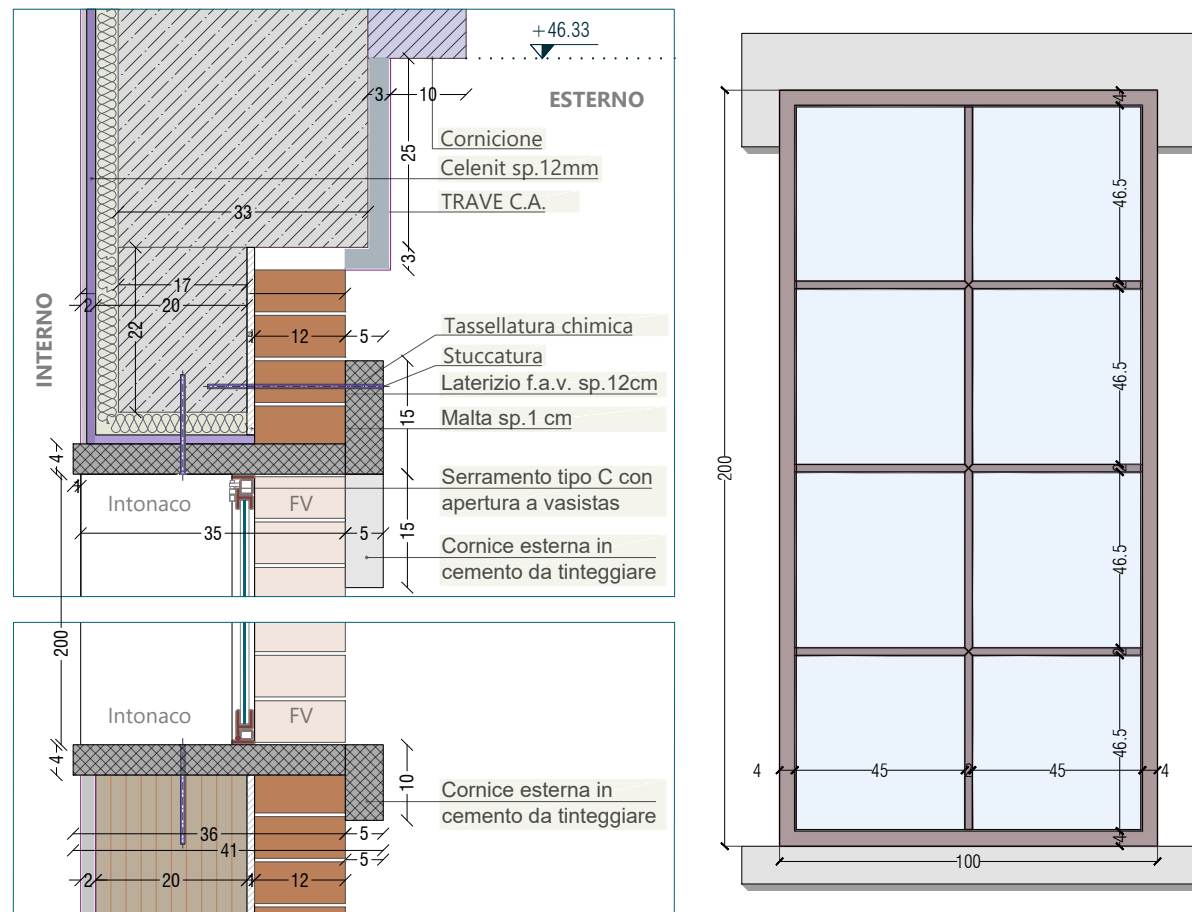 +46.33
ESTERNO
3
10
Cornicione
25
Celenit sp.12mm
TRAVE C.A.
33
3
INTERNO
17
2
20
22
12
5
Tassellatura chimica
Stuccatura
Laterizio f.a.v. sp.12cm
Malta sp.1 cm
15
4
1
Intonaco
FV
Serramento tipo C con
apertura a vasistas
35
5
15
Cornice esterna in
cemento da tinteggiare
200
Intonaco
FV
4
10
Cornice esterna in
cemento da tinteggiare
36
5
41
5
2
20
1
12
4
46.5
2
46.5
2
200
46.5
2
46.5
4
45
2
45
4
4
100